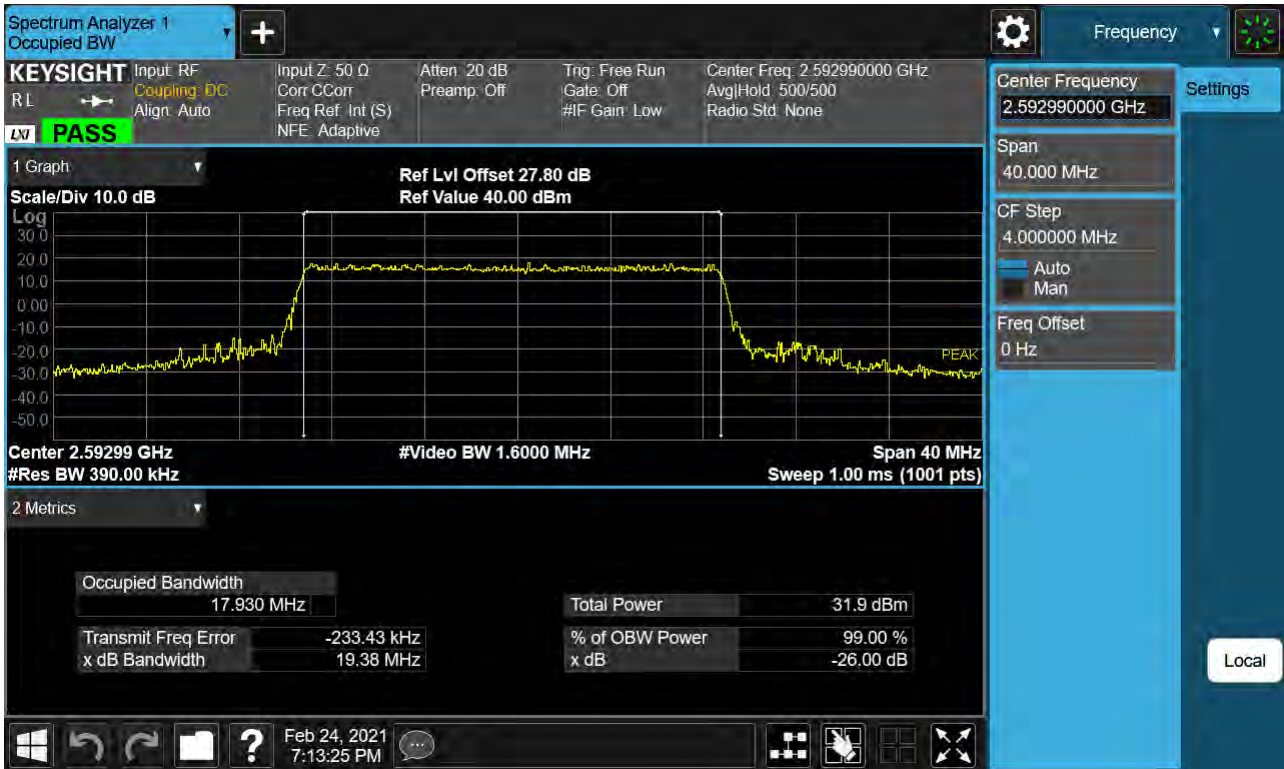 Spectrum Analyzer 1
Occupied BW
+
Frequency
KEYSIGHT
R L
LXI
PASS
Input: RF
Coupling: DC
Align: Auto
Input Z: 50 Ω
Corr CCorr
Freq Ref: Int (S)
NFE: Adaptive
Atten: 20 dB
Preamp: Off
Trig: Free Run
Gate: Off
#IF Gain: Low
Center Freq: 2.592990000 GHz
Avg|Hold: 500/500
Radio Std: None
Center Frequency
2.592990000 GHz
Settings
Span
40.000 MHz
CF Step
4.000000 MHz
Auto
Man
Freq Offset
0 Hz
1 Graph
Scale/Div 10.0 dB
Ref Lvl Offset 27.80 dB
Ref Value 40.00 dBm
Log
30.0
20.0
10.0
0.00
-10.0
-20.0
-30.0
-40.0
-50.0
PEAK
Center 2.59299 GHz
#Video BW 1.6000 MHz
Span 40 MHz
#Res BW 390.00 kHz
Sweep 1.00 ms (1001 pts)
2 Metrics
Occupied Bandwidth
17.930 MHz
Total Power 31.9 dBm
Transmit Freq Error -233.43 kHz
% of OBW Power 99.00 %
x dB Bandwidth 19.38 MHz
x dB -26.00 dB
Local
?
Feb 24, 2021
7:13:25 PM